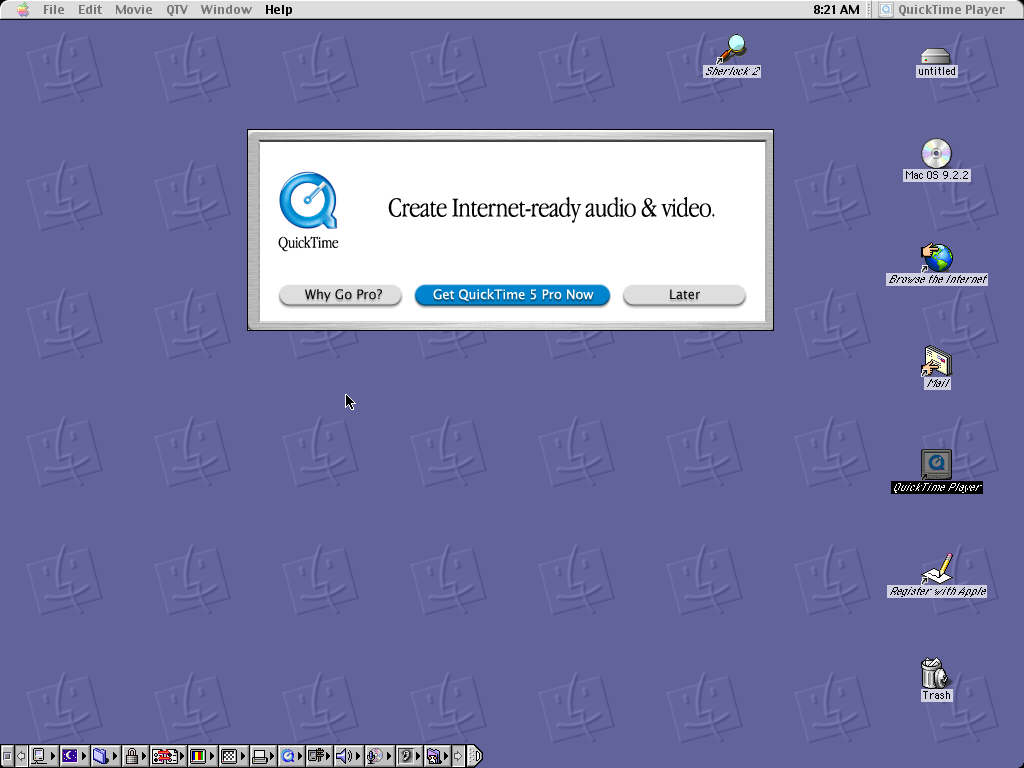 File Edit Movie QTV Window Help 8:21 AM QuickTime Player
Sherlock 2
untitled
Mac OS 9.2.2
Create Internet-ready audio & video.
QuickTime
Browse the Internet
Why Go Pro? Get QuickTime 5 Pro Now Later
Mail
QuickTime Player
Register with Apple
Trash